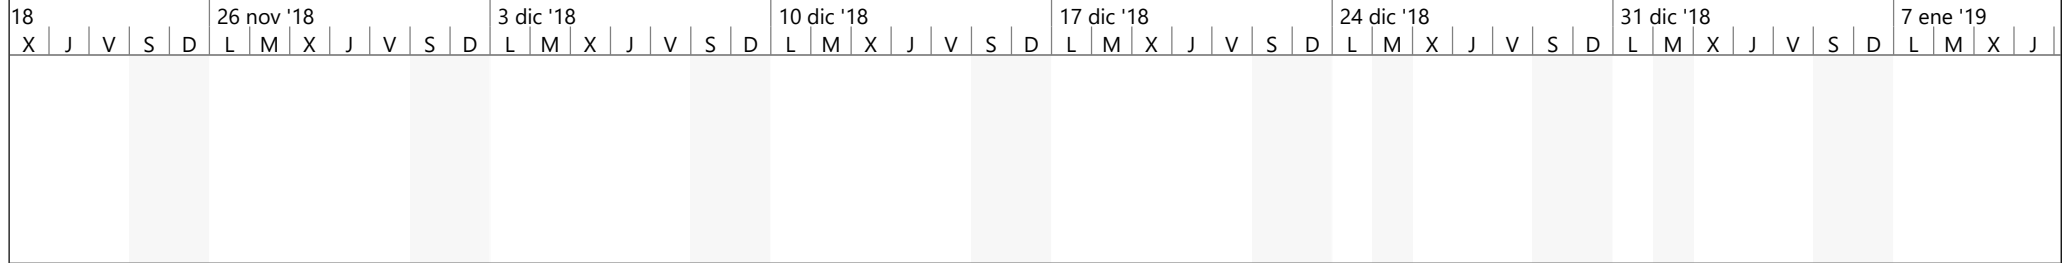 18 26 nov '18 3 dic '18 10 dic '18 17 dic '18 24 dic '18 31 dic '18 7 ene '19
X J V S D L M X J V S D L M X J V S D L M X J V S D L M X J V S D L M X J V S D L M X J V S D L M X J